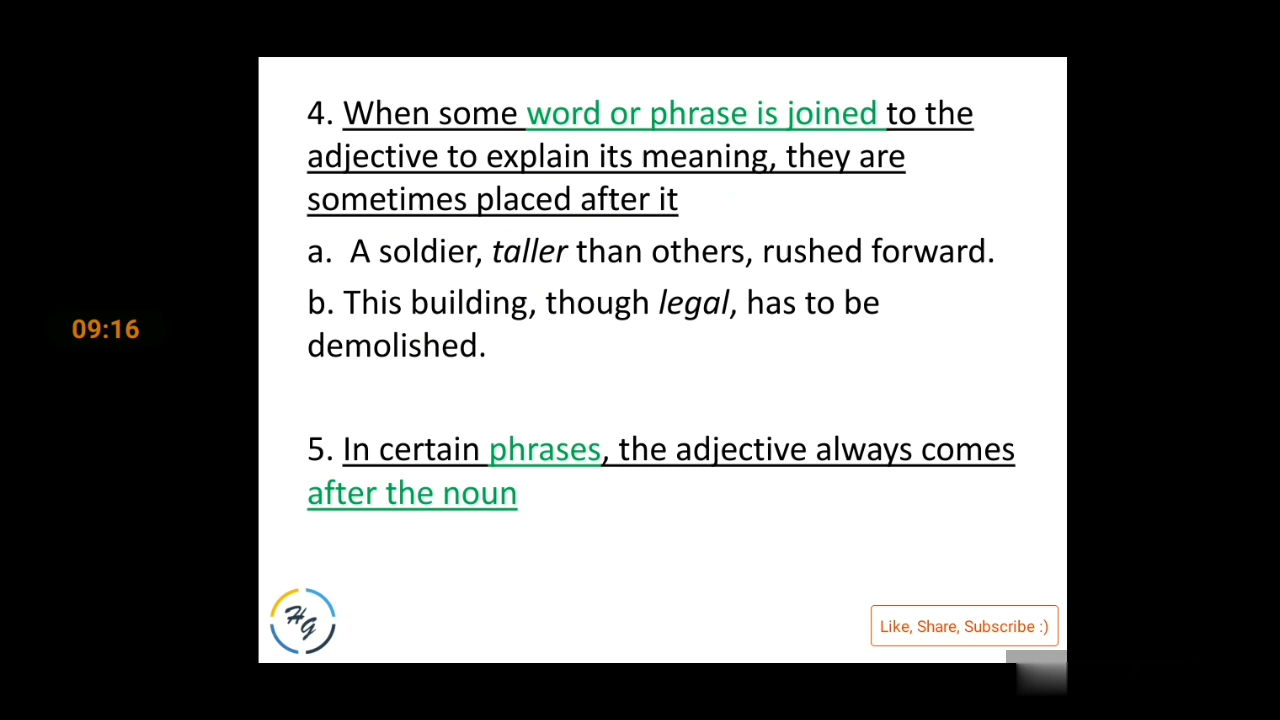 4. When some word or phrase is joined to the
adjective to explain its meaning, they are
sometimes placed after it
a. A soldier, taller than others, rushed forward.
b. This building, though legal, has to be
demolished.
09:16
5. In certain phrases, the adjective always comes
after the noun
HG
Like, Share, Subscribe :)